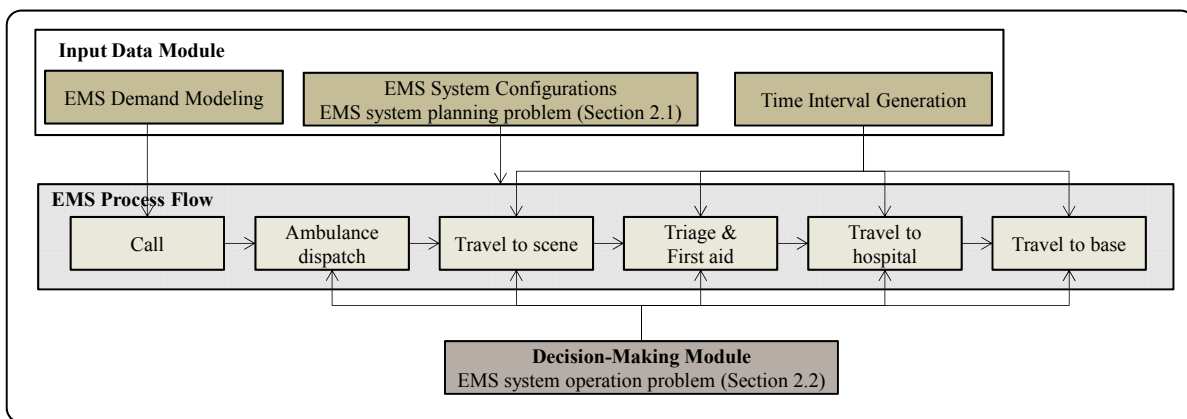 Input Data Module
EMS Demand Modeling
EMS System Configurations
EMS system planning problem (Section 2.1)
Time Interval Generation
EMS Process Flow
Call
Ambulance
dispatch
Travel to scene
Triage &
First aid
Travel to
hospital
Travel to base
Decision-Making Module
EMS system operation problem (Section 2.2)